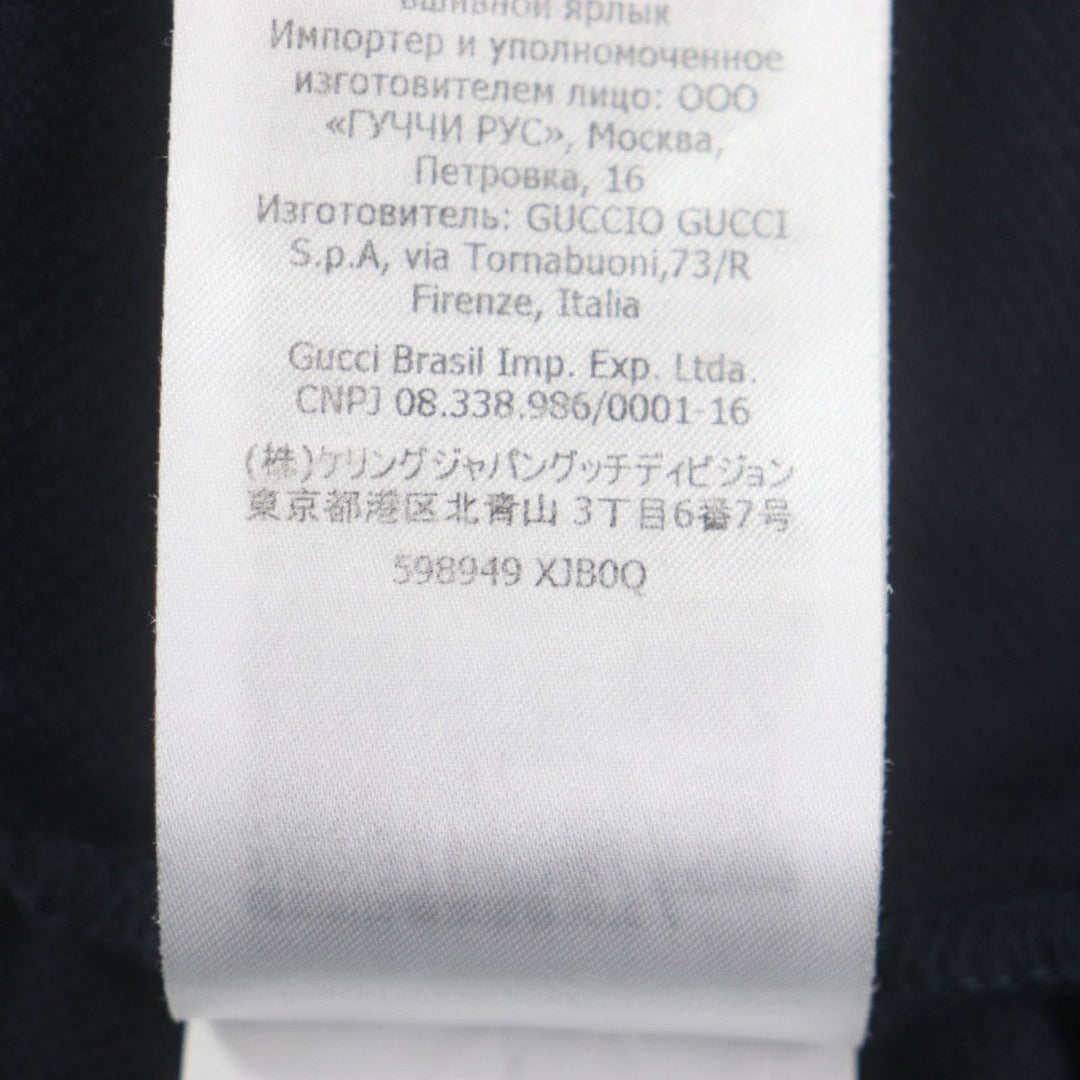 вшивной ярлык
Импортер и уполномоченное
изготовителем лицо: ООО
«ГУЧЧИ РУС», Москва,
Петровка, 16
Изготовитель: GUCCIO GUCCI
S.p.A, via Tornabuoni,73/R
Firenze, Italia
Gucci Brasil Imp. Exp. Ltda.
CNPJ 08.338.986/0001-16
(株)ケリングジャパングッチディビジョン
東京都港区北青山 3丁目6番7号
598949 XJB0Q